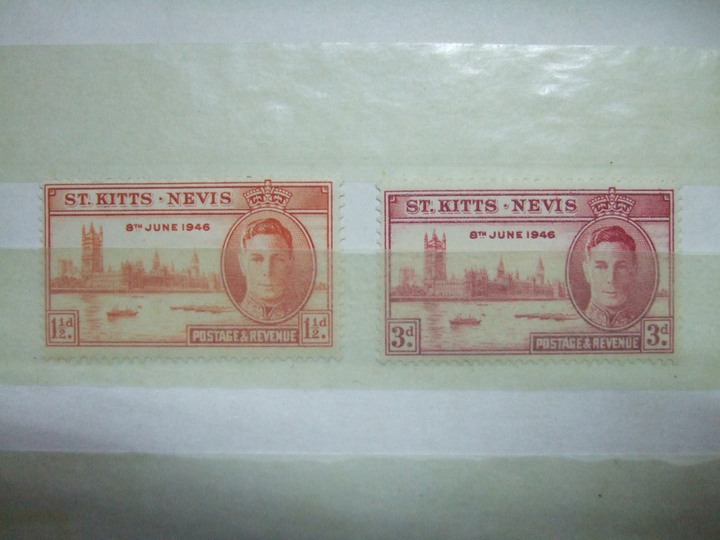 ST. KITTS · NEVIS
8TH JUNE 1946
1½d.
POSTAGE & REVENUE
1½d.
ST. KITTS · NEVIS
8TH JUNE 1946
3d.
POSTAGE & REVENUE
3d.